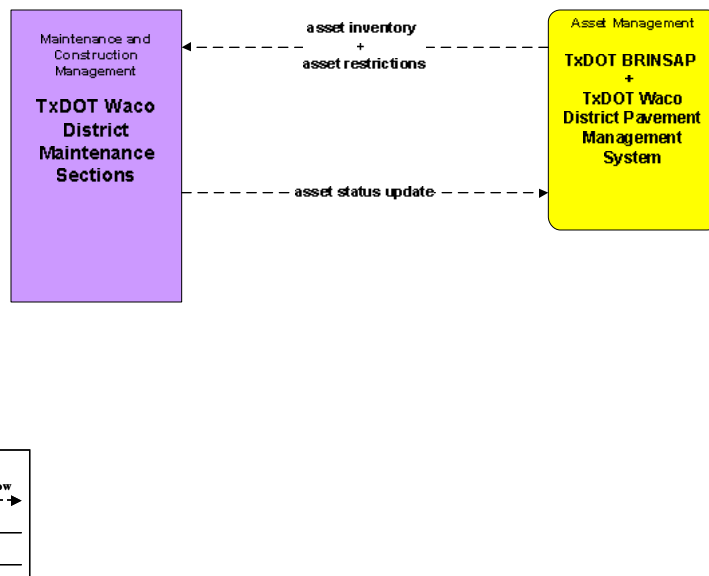 Maintenance and
Construction
Management
TxDOT Waco
District
Maintenance
Sections
asset inventory
+
asset restrictions
asset status update
Asset Management
TxDOT BRINSAP
+
TxDOT Waco
District Pavement
Management
System